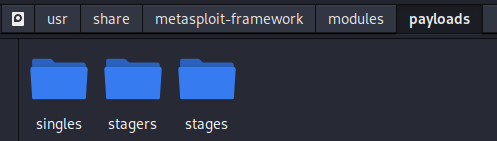 usr share metasploit-framework modules payloads
singles stagers stages